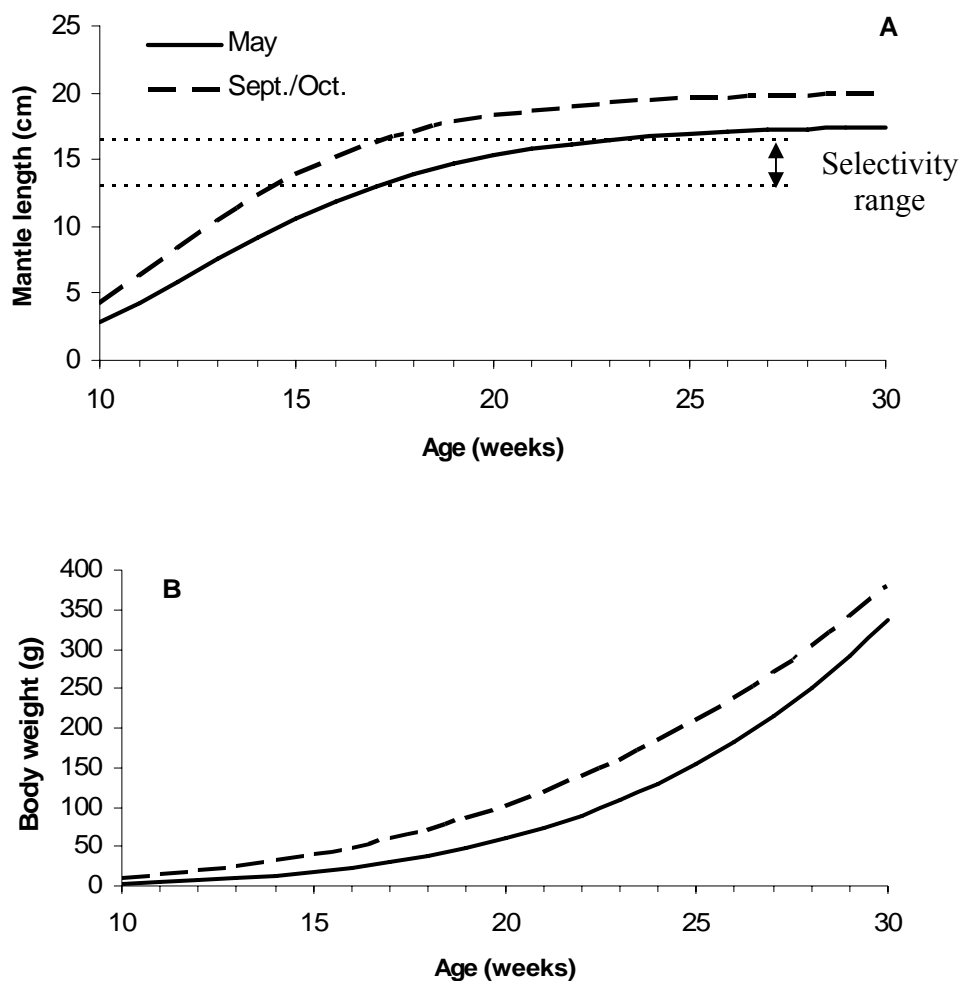 A
May
Sept./Oct.
25
20
15
10
5
0
Mantle length (cm)
Selectivity
range
10 15 20 25 30
Age (weeks)
B
400
350
300
250
200
150
100
50
0
Body weight (g)
10 15 20 25 30
Age (weeks)